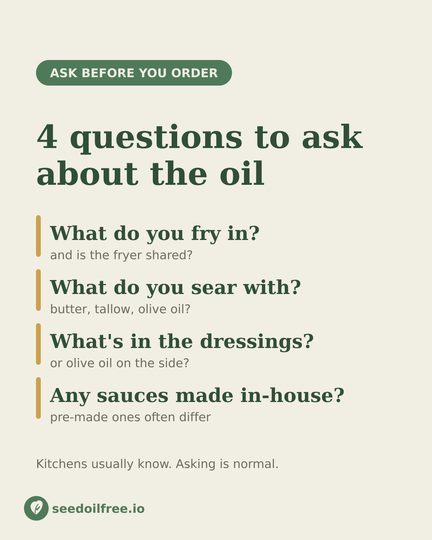 ASK BEFORE YOU ORDER
4 questions to ask
about the oil
What do you fry in?
and is the fryer shared?
What do you sear with?
butter, tallow, olive oil?
What's in the dressings?
or olive oil on the side?
Any sauces made in-house?
pre-made ones often differ
Kitchens usually know. Asking is normal.
seedoilfree.io